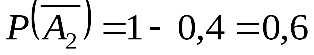 P(A̅₂) = 1 − 0,4 = 0,6